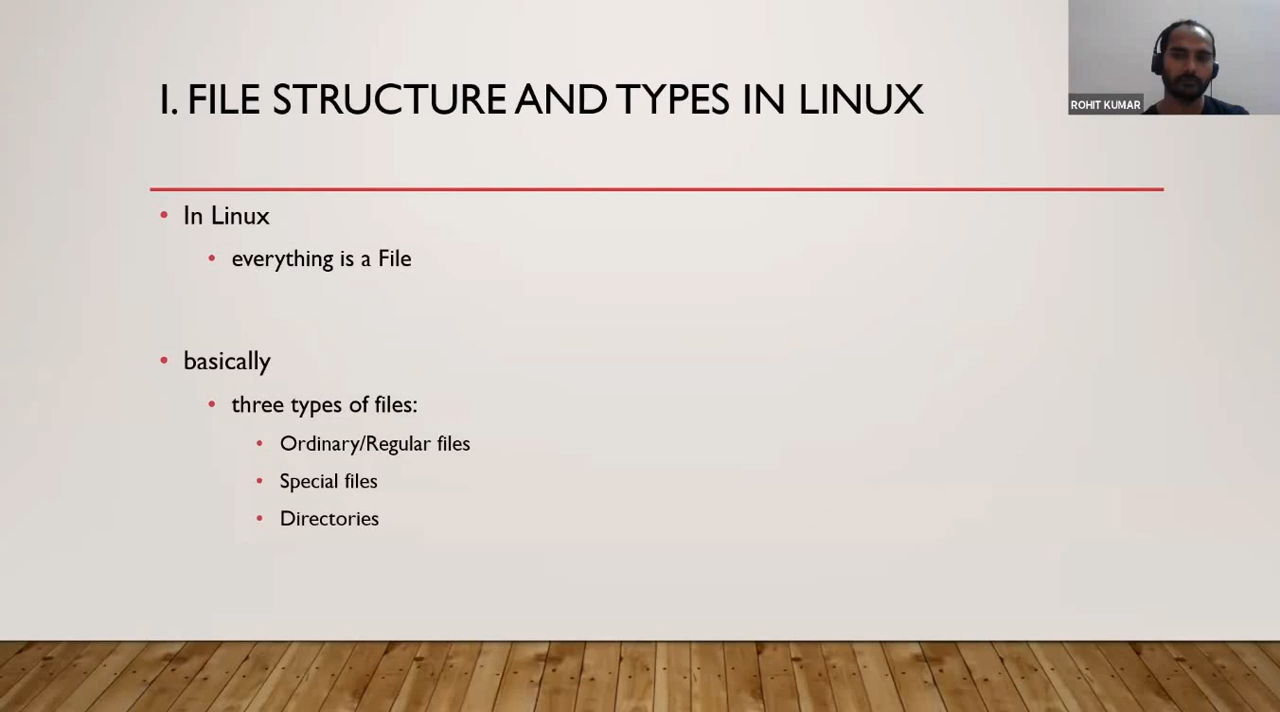 I. FILE STRUCTURE AND TYPES IN LINUX
ROHIT KUMAR
• In Linux
• everything is a File
• basically
• three types of files:
• Ordinary/Regular files
• Special files
• Directories